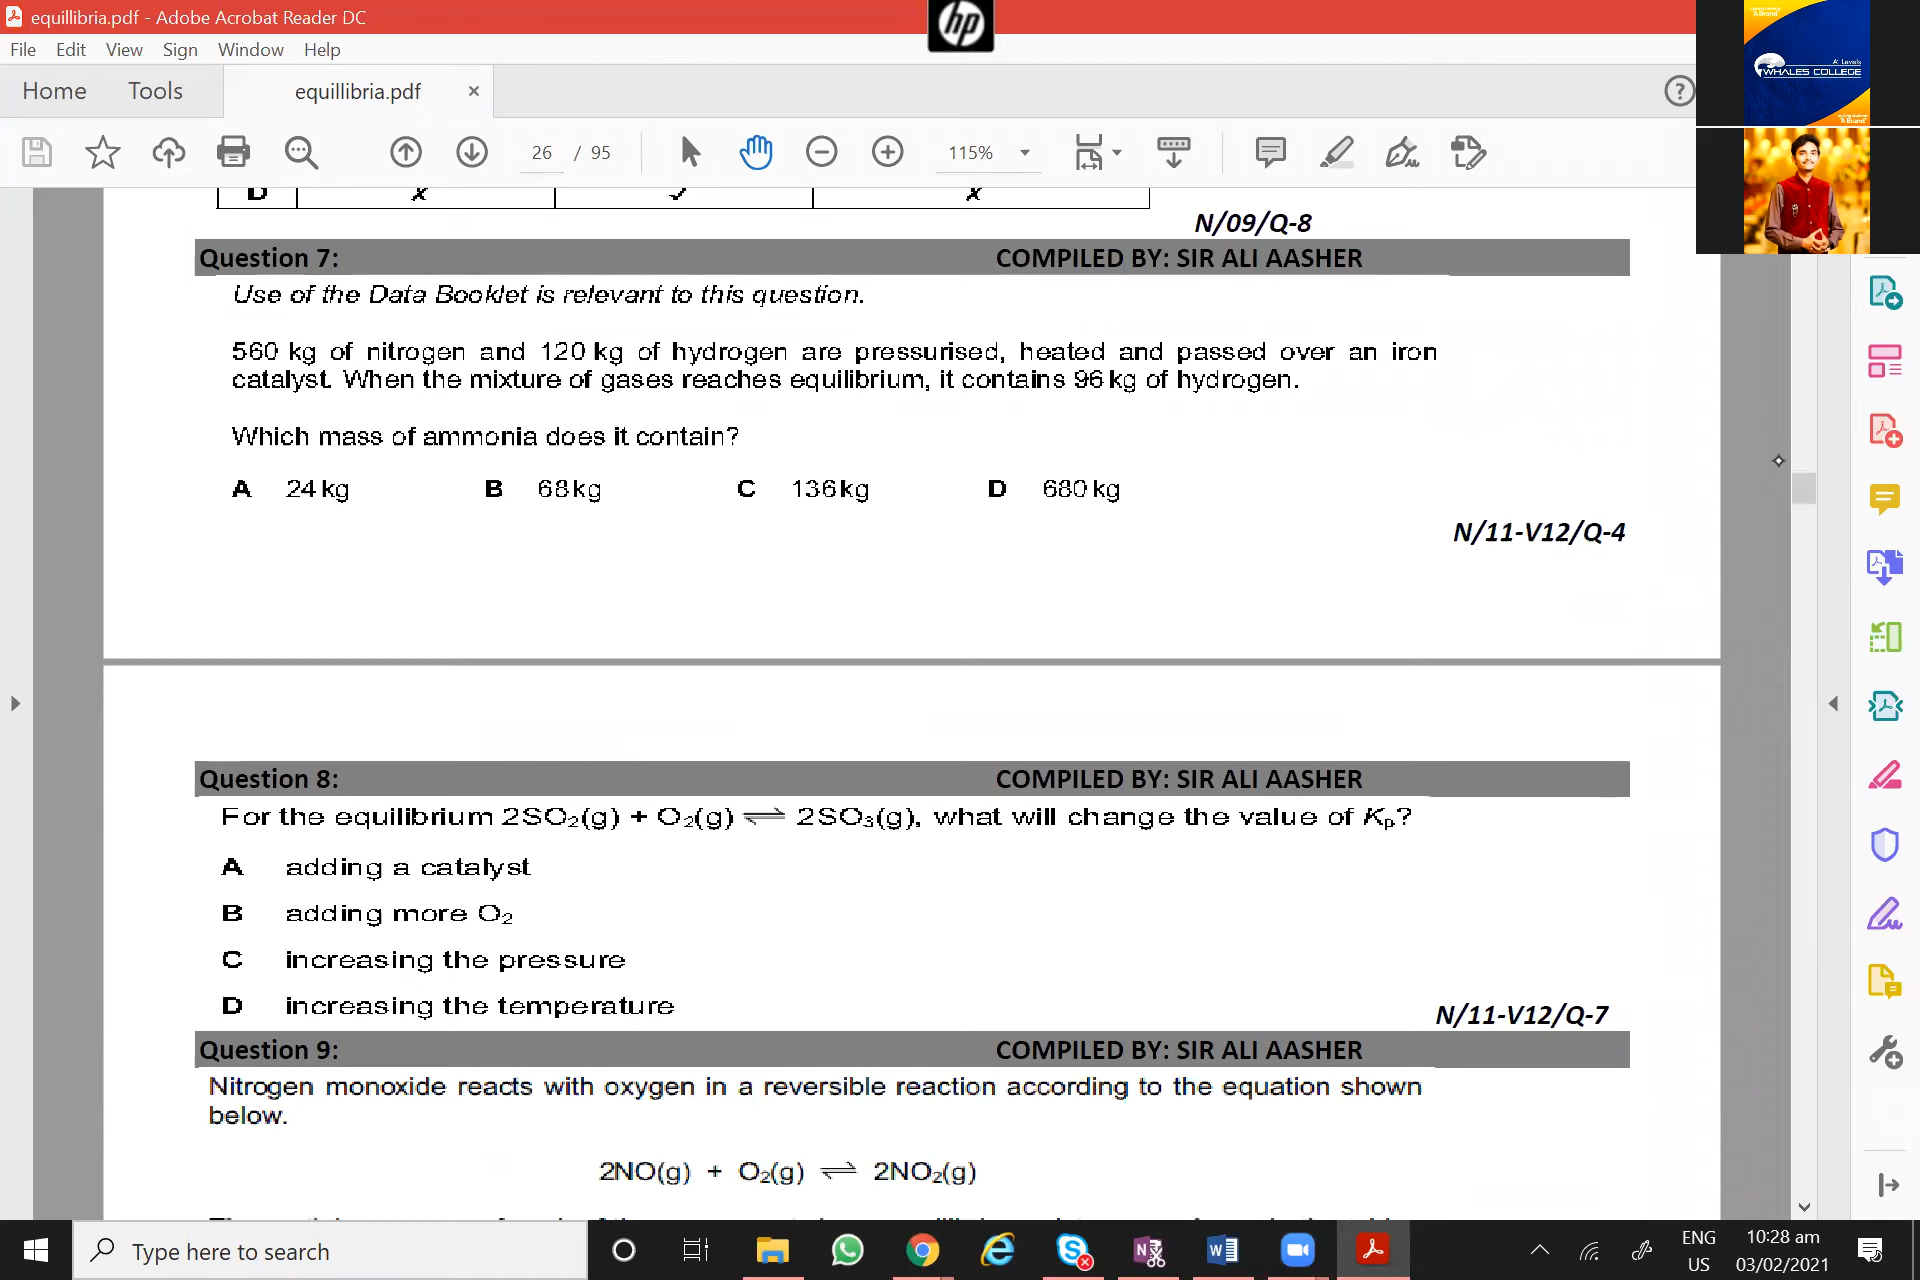 equillibria.pdf - Adobe Acrobat Reader DC
File Edit View Sign Window Help
Home Tools equillibria.pdf ×
26 / 95 115%
hp
A' Levels
WHALES COLLEGE
D ✗ ✓ ✗
N/09/Q-8
Question 7: COMPILED BY: SIR ALI AASHER
Use of the Data Booklet is relevant to this question.
560 kg of nitrogen and 120 kg of hydrogen are pressurised, heated and passed over an iron
catalyst. When the mixture of gases reaches equilibrium, it contains 96 kg of hydrogen.
Which mass of ammonia does it contain?
A 24 kg B 68 kg C 136 kg D 680 kg
N/11-V12/Q-4
Question 8: COMPILED BY: SIR ALI AASHER
For the equilibrium 2SO₂(g) + O₂(g) ⇌ 2SO₃(g), what will change the value of Kₚ?
A adding a catalyst
B adding more O₂
C increasing the pressure
D increasing the temperature
N/11-V12/Q-7
Question 9: COMPILED BY: SIR ALI AASHER
Nitrogen monoxide reacts with oxygen in a reversible reaction according to the equation shown
below.
2NO(g) + O₂(g) ⇌ 2NO₂(g)
Type here to search
ENG
US
10:28 am
03/02/2021